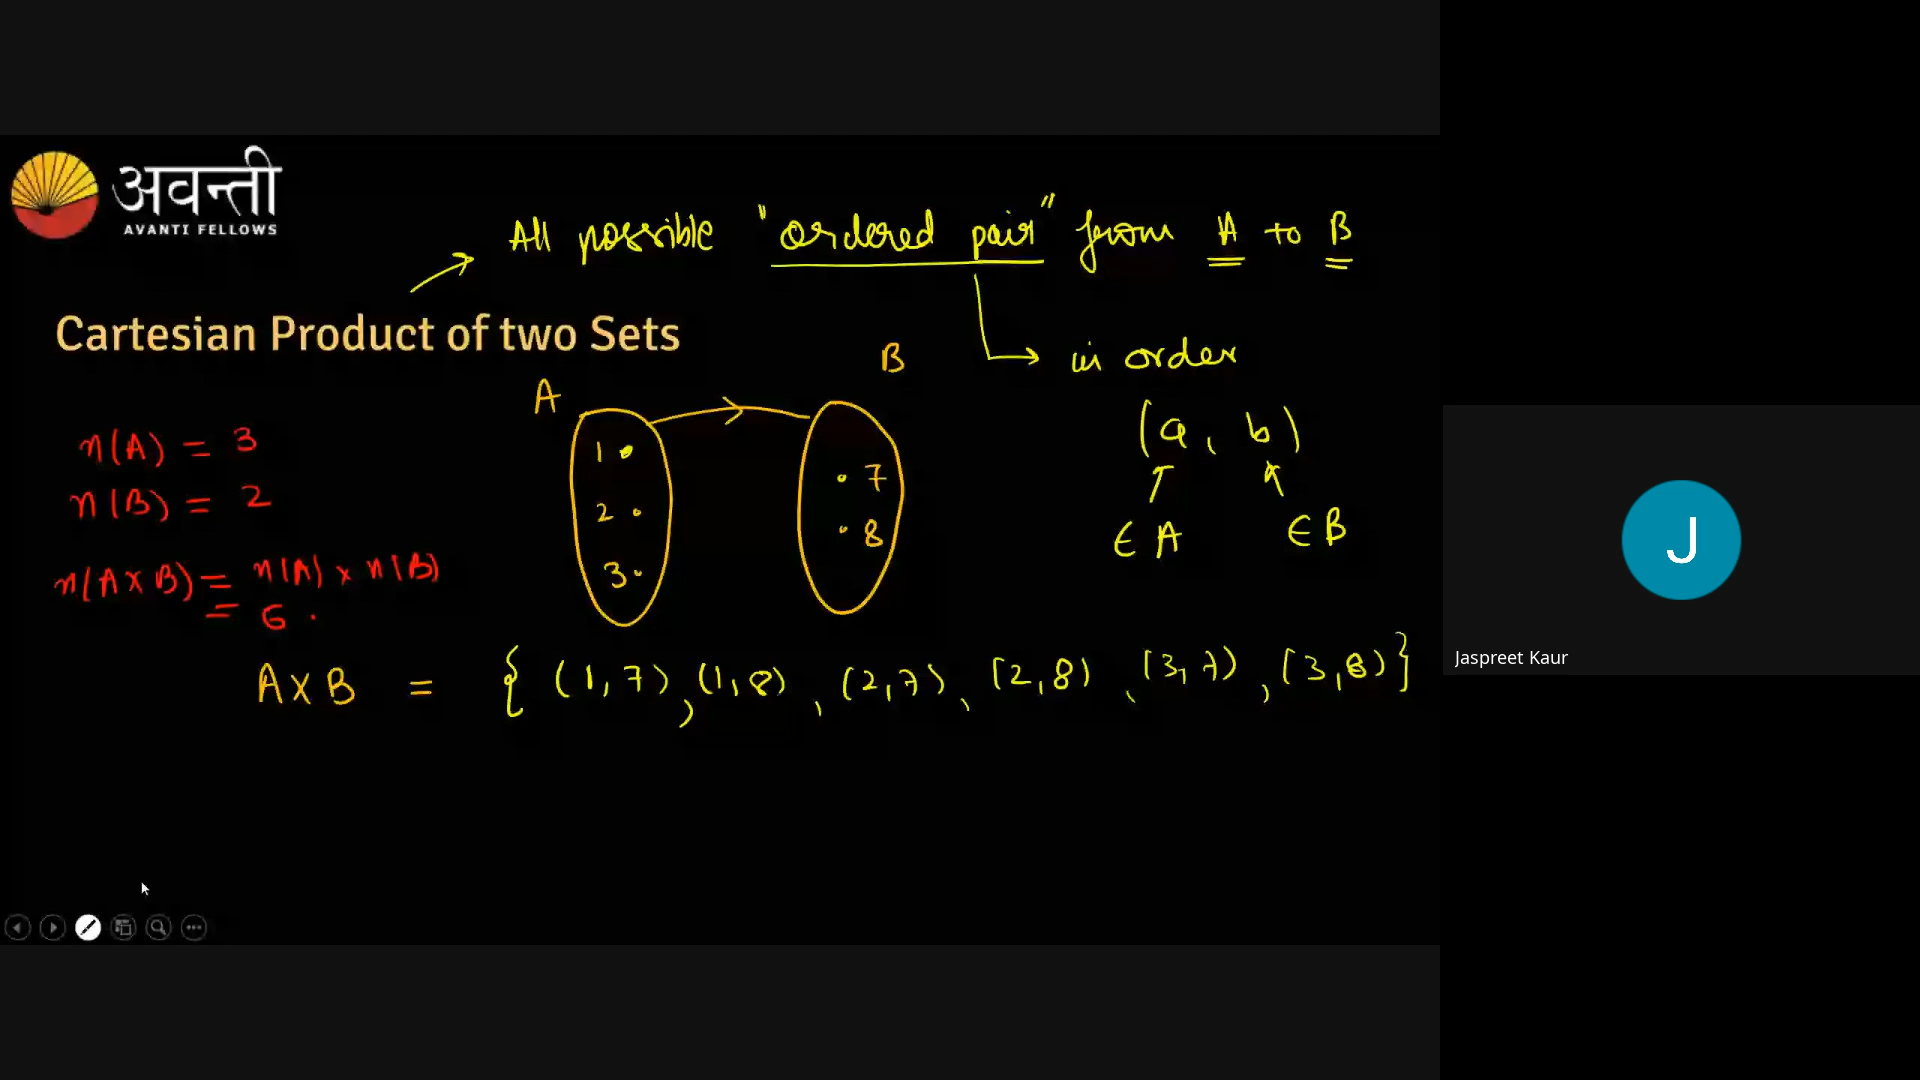 अवन्ती
AVANTI FELLOWS
All possible "ordered pair" from A to B
Cartesian Product of two Sets
in order
(a, b)
∈ A ∈ B
A B
1
2
3
7
8
n(A) = 3
n(B) = 2
n(A×B) = n(A) × n(B)
= 6.
A×B = { (1,7), (1,8), (2,7), (2,8), (3,7), (3,8)}
J
Jaspreet Kaur